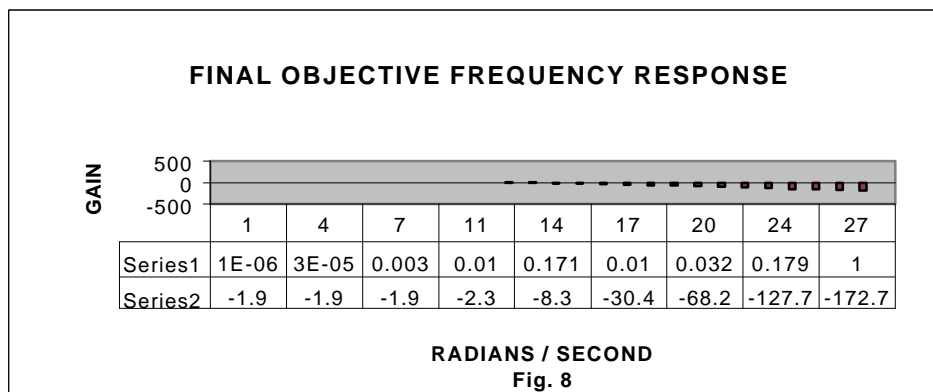 FINAL OBJECTIVE FREQUENCY RESPONSE
GAIN
500
0
-500
1 4 7 11 14 17 20 24 27
Series1 1E-06 3E-05 0.003 0.01 0.171 0.01 0.032 0.179 1
Series2 -1.9 -1.9 -1.9 -2.3 -8.3 -30.4 -68.2 -127.7 -172.7
RADIANS / SECOND
Fig. 8